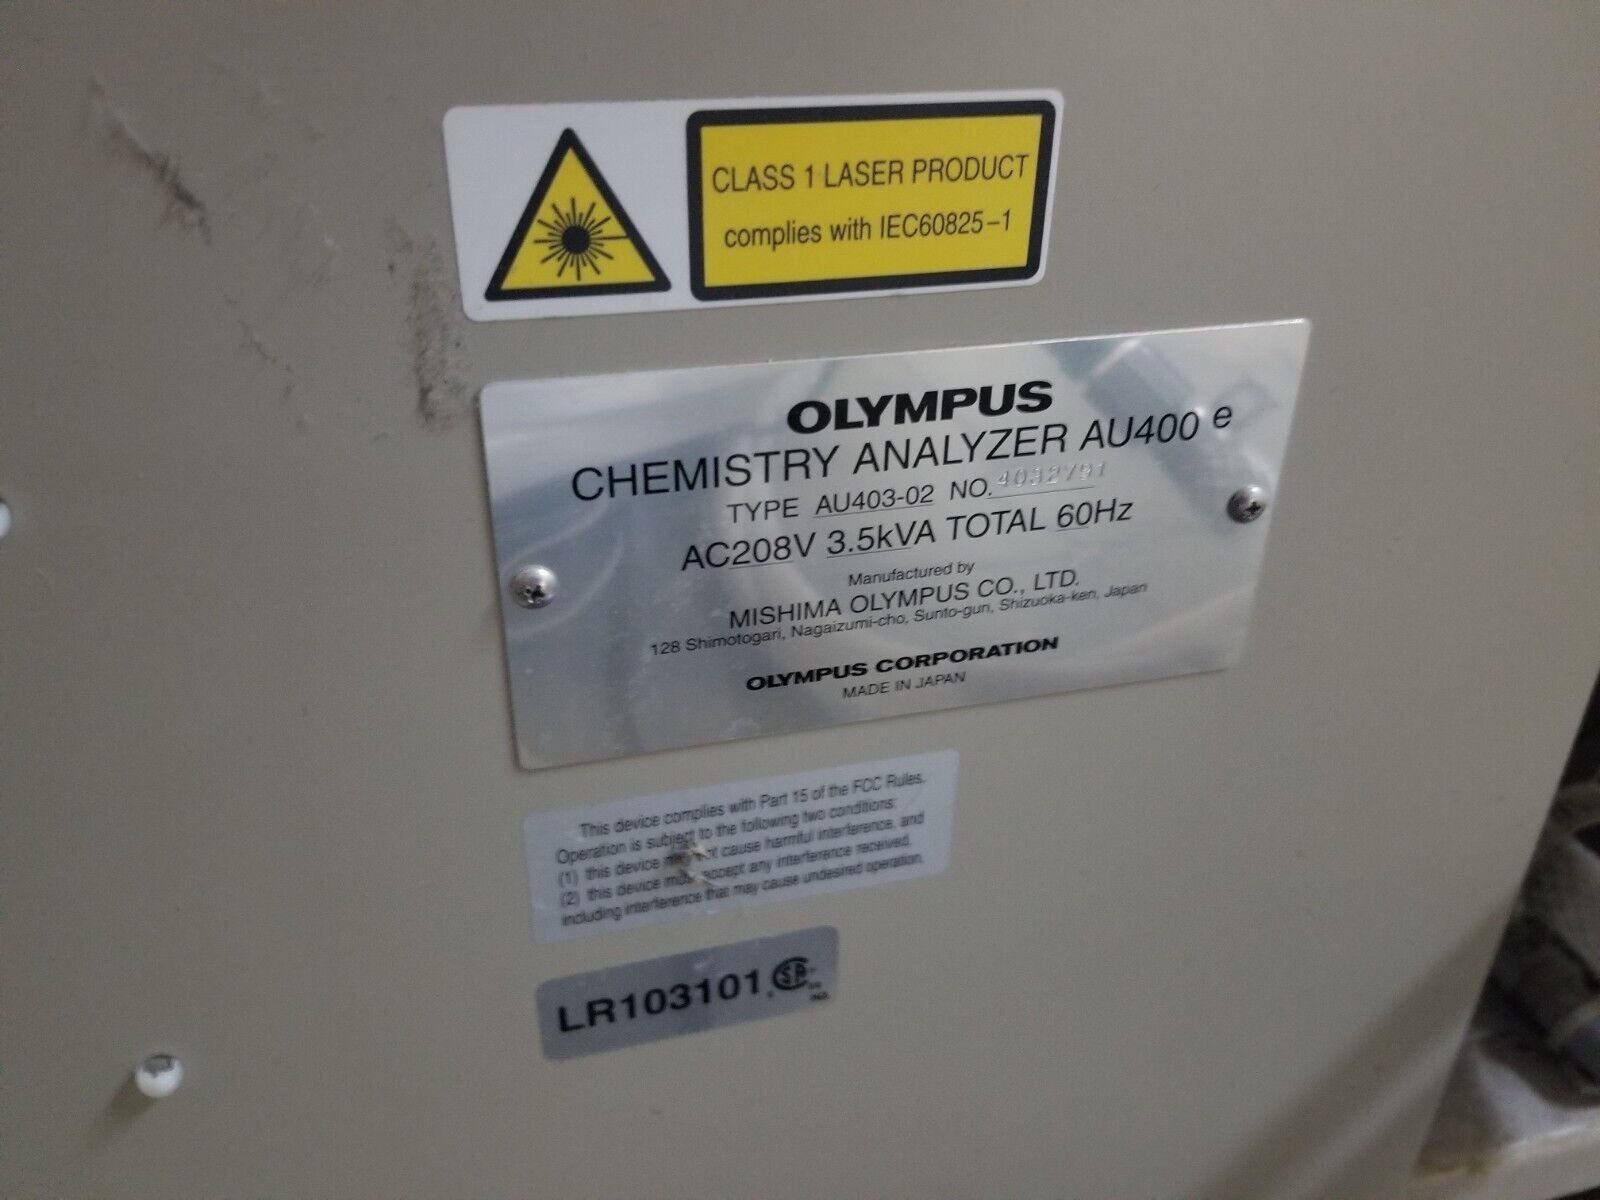 CLASS 1 LASER PRODUCT
complies with IEC60825-1
OLYMPUS
CHEMISTRY ANALYZER AU400 e
TYPE AU403-02 NO. 4032791
AC208V 3.5kVA TOTAL 60Hz
Manufactured by
MISHIMA OLYMPUS CO., LTD.
128 Shimotogari, Nagaizumi-cho, Sunto-gun, Shizuoka-ken, Japan
OLYMPUS CORPORATION
MADE IN JAPAN
This device complies with Part 15 of the FCC Rules.
Operation is subject to the following two conditions:
(1) this device may not cause harmful interference, and
(2) this device must accept any interference received,
including interference that may cause undesired operation.
LR103101